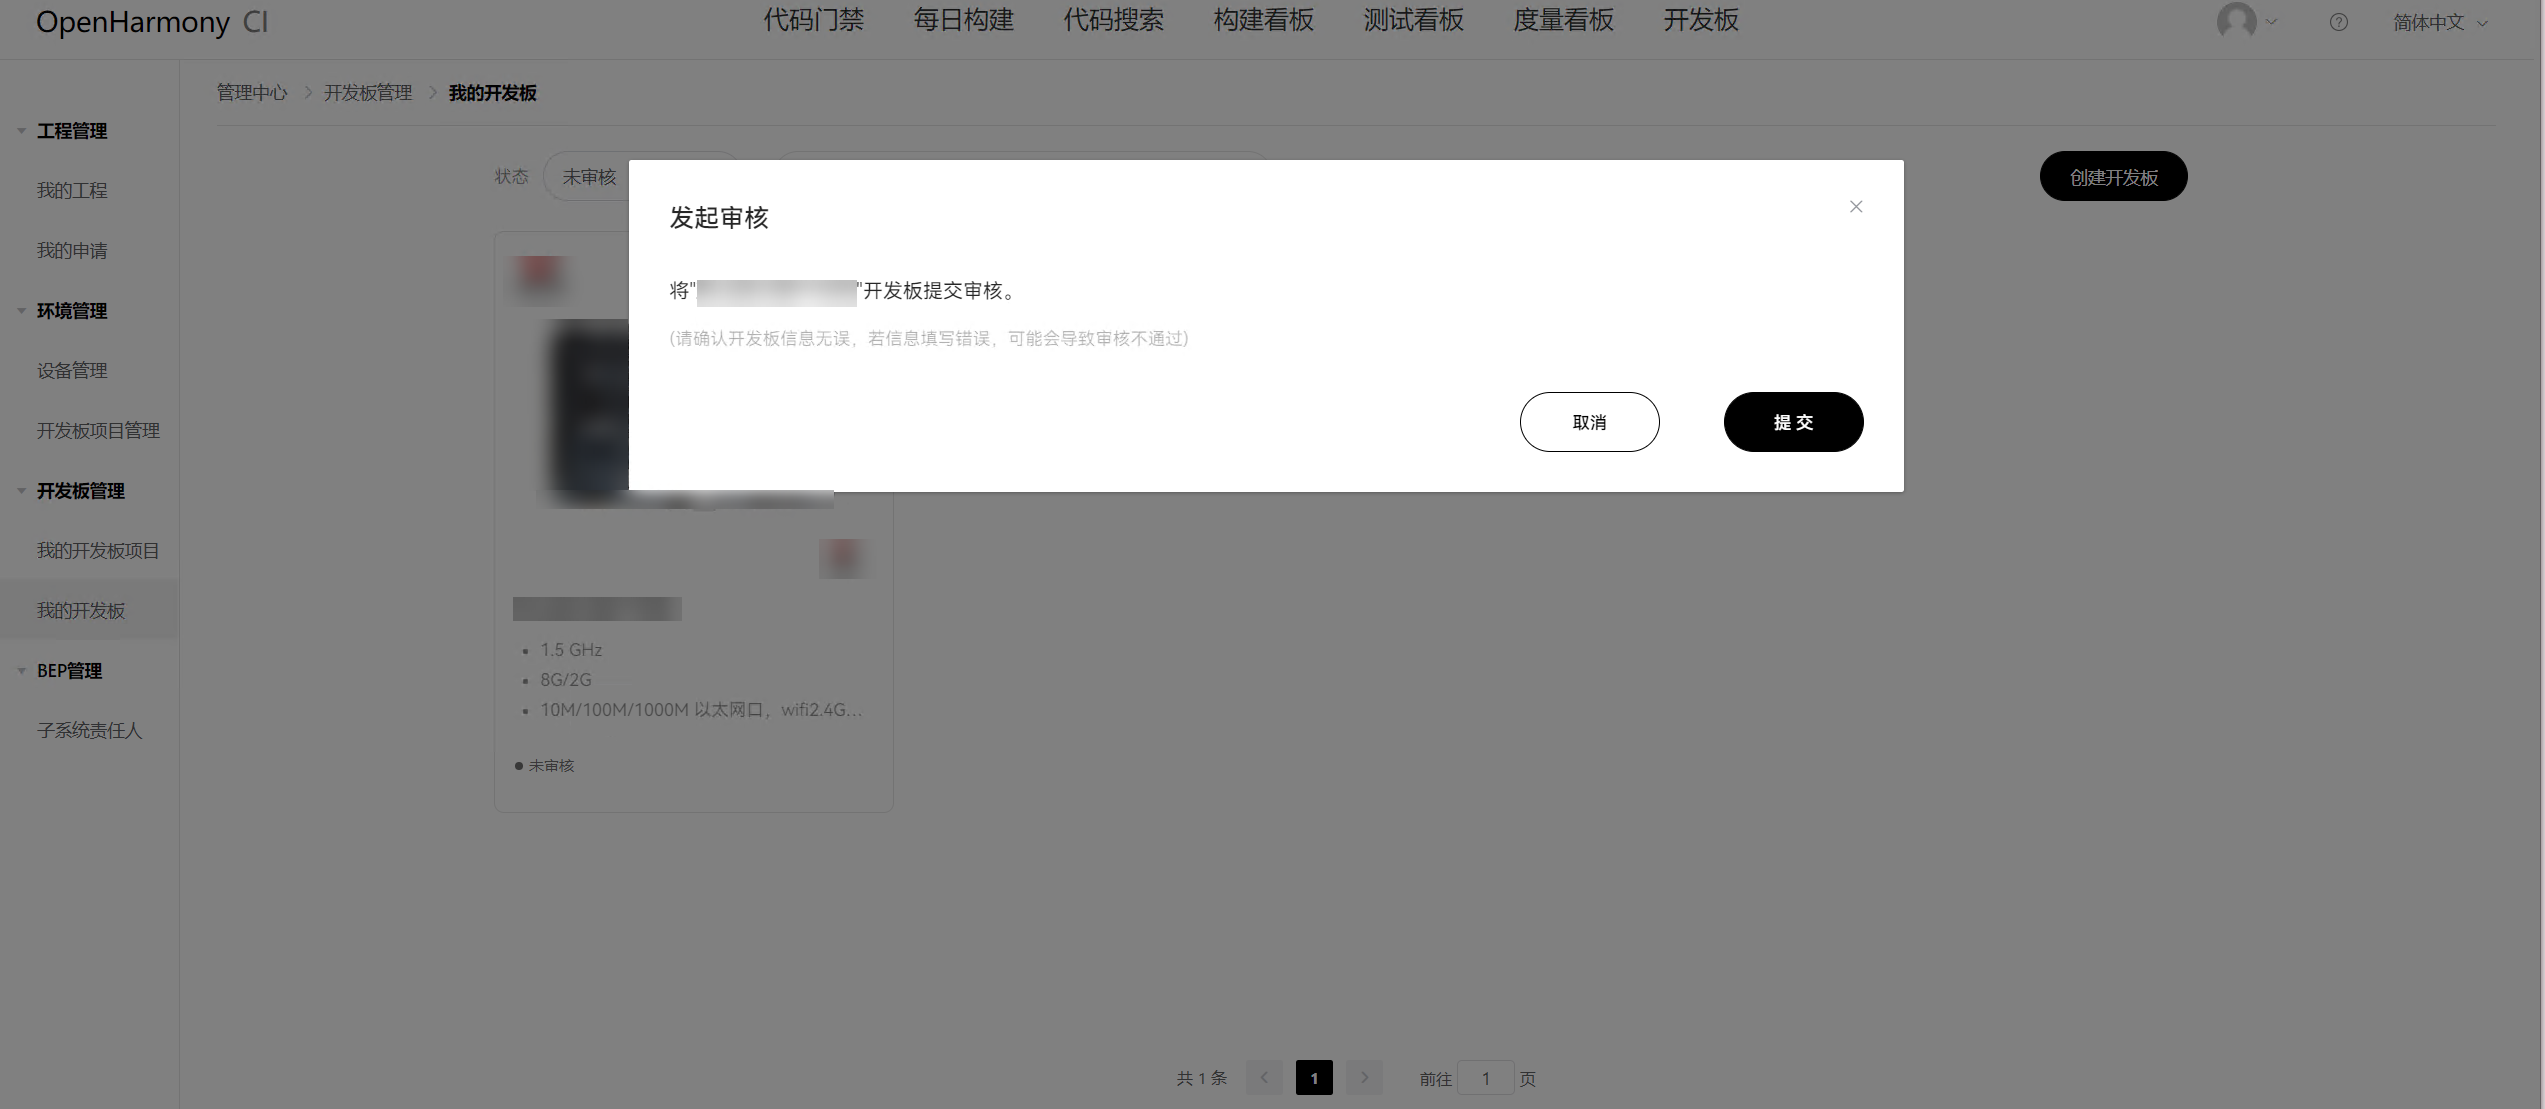 OpenHarmony CI
代码门禁 每日构建 代码搜索 构建看板 测试看板 度量看板 开发板
简体中文
管理中心 > 开发板管理 > 我的开发板
工程管理
我的工程
我的申请
环境管理
设备管理
开发板项目管理
开发板管理
我的开发板项目
我的开发板
BEP管理
子系统责任人
状态 未审核
创建开发板
发起审核
将" "开发板提交审核。
(请确认开发板信息无误，若信息填写错误，可能会导致审核不通过)
取消 提交
1.5 GHz
8G/2G
10M/100M/1000M 以太网口，wifi2.4G...
未审核
共 1 条 1 前往 1 页